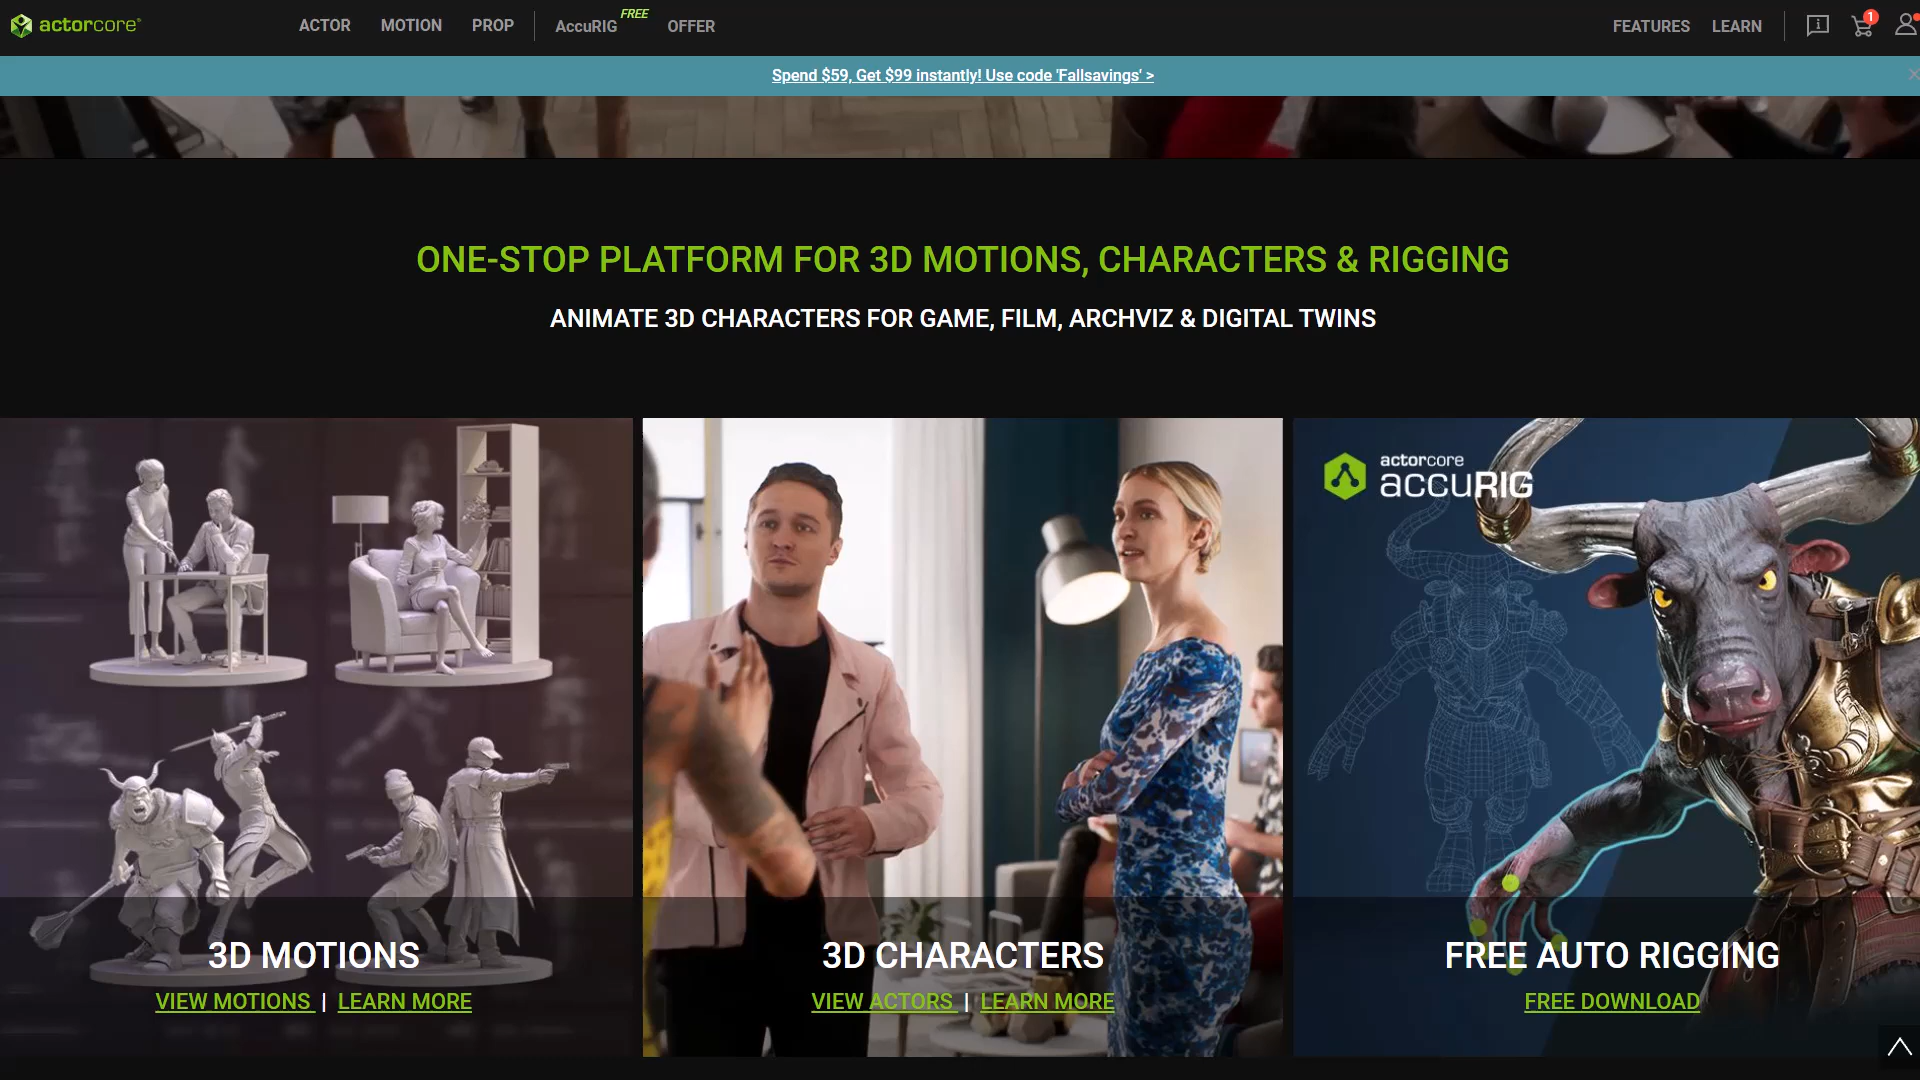 actorcore®
ACTOR
MOTION
PROP
AccuRIG
FREE
OFFER
FEATURES
LEARN
1
Spend $59, Get $99 instantly! Use code 'Fallsavings' >
ONE-STOP PLATFORM FOR 3D MOTIONS, CHARACTERS & RIGGING
ANIMATE 3D CHARACTERS FOR GAME, FILM, ARCHVIZ & DIGITAL TWINS
actorcore
accuRIG
3D MOTIONS
VIEW MOTIONS | LEARN MORE
3D CHARACTERS
VIEW ACTORS | LEARN MORE
FREE AUTO RIGGING
FREE DOWNLOAD